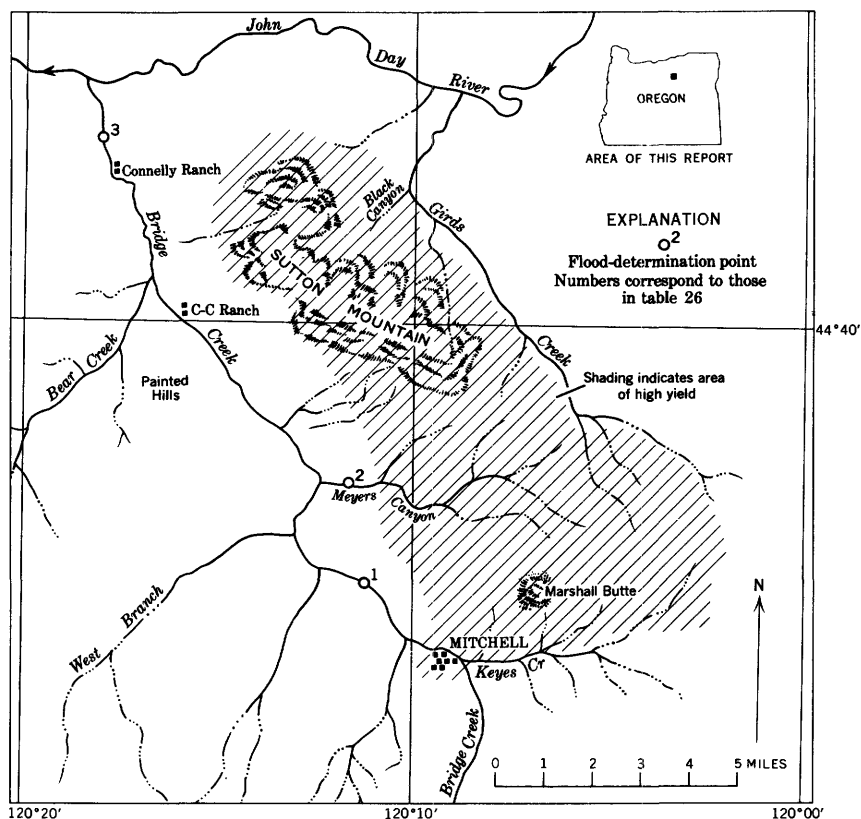 John
Day
River
OREGON
AREA OF THIS REPORT
3
Connelly Ranch
Black
Canyon
Girds
EXPLANATION
2
Flood-determination point
Numbers correspond to those
in table 26
Bridge
SUTTON
MOUNTAIN
C-C Ranch
Creek
Creek
44°40'
Bear Creek
Painted
Hills
Shading indicates area
of high yield
2
Meyers
Canyon
1
Marshall Butte
N
West Branch
MITCHELL
Keyes Cr
Bridge Creek
0 1 2 3 4 5 MILES
120°20'
120°10'
120°00'